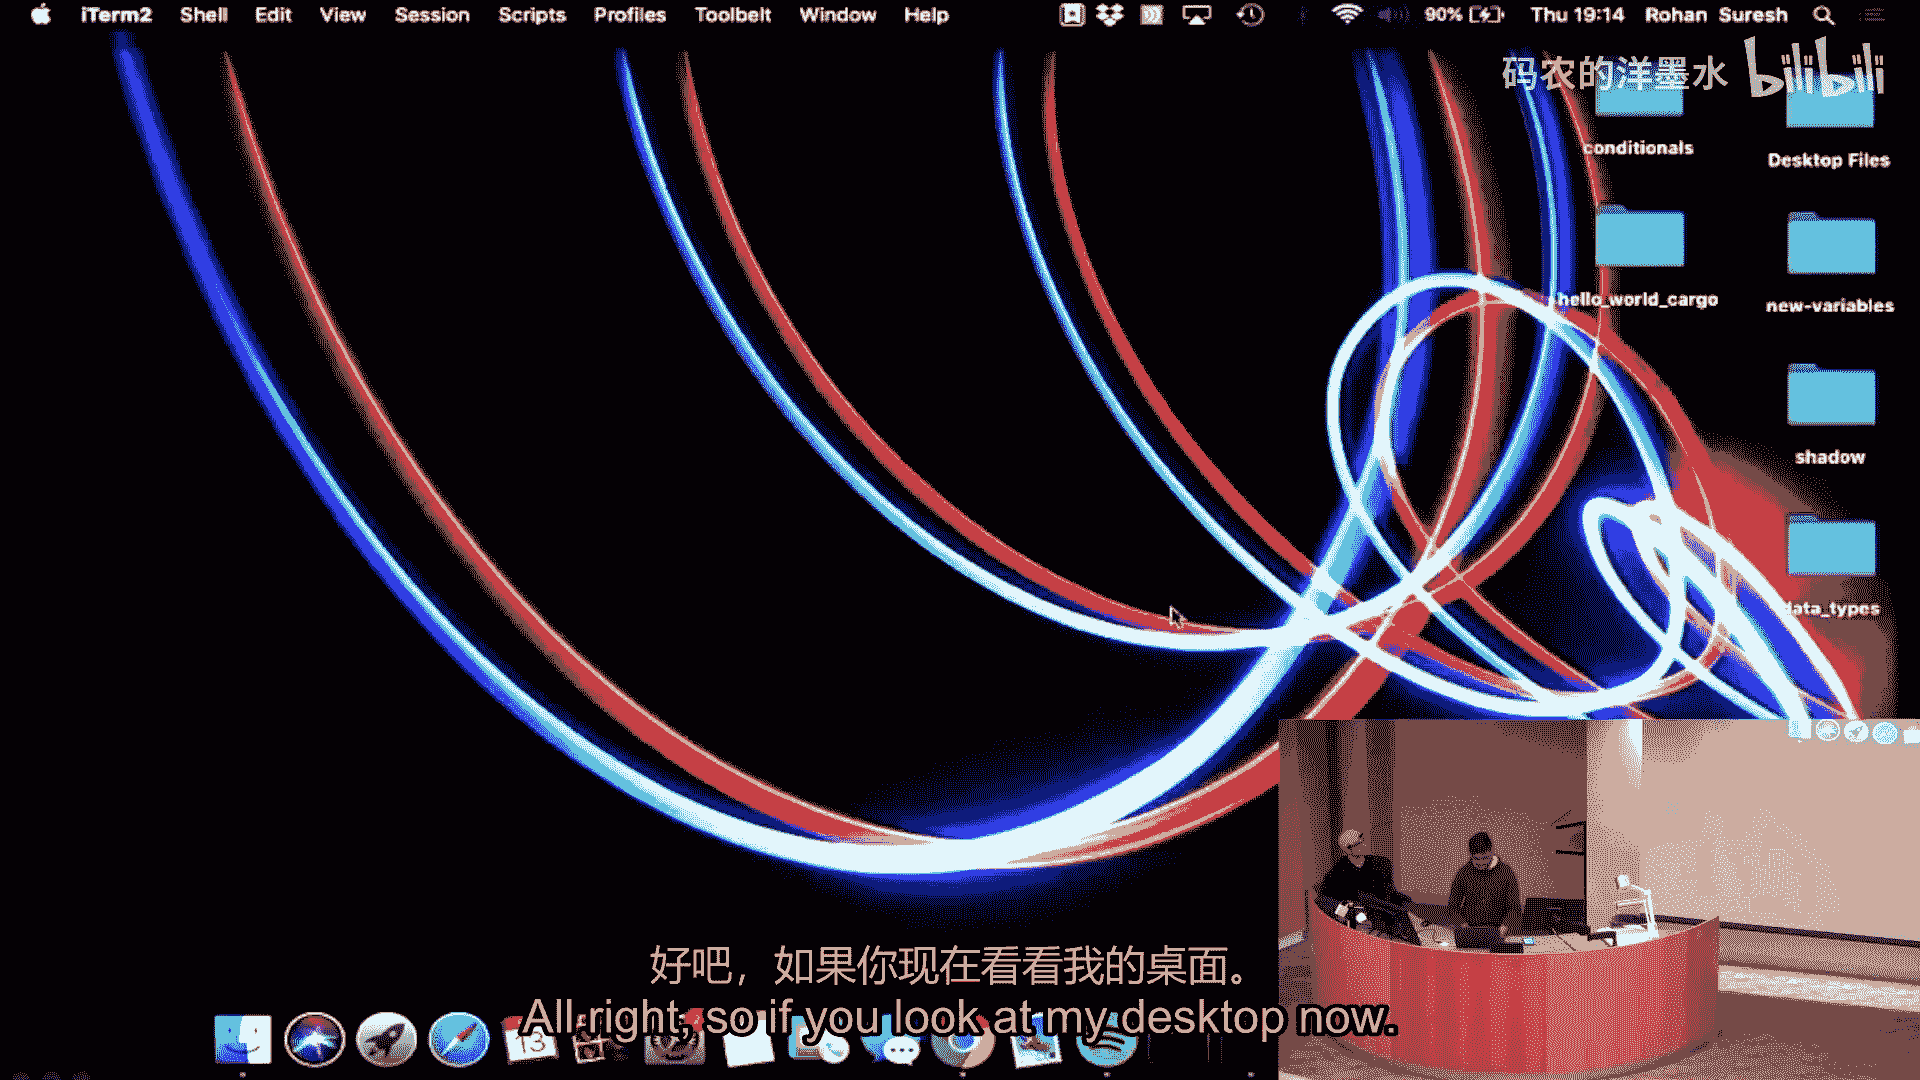 iTerm2 Shell Edit View Session Scripts Profiles Toolbelt Window Help 90% Thu 19:14 Rohan Suresh
码农的洋墨水 bilibili
conditionals
Desktop Files
hello_world_cargo
new-variables
shadow
data_types
好吧，如果你现在看看我的桌面。
All right, so if you look at my desktop now.
13